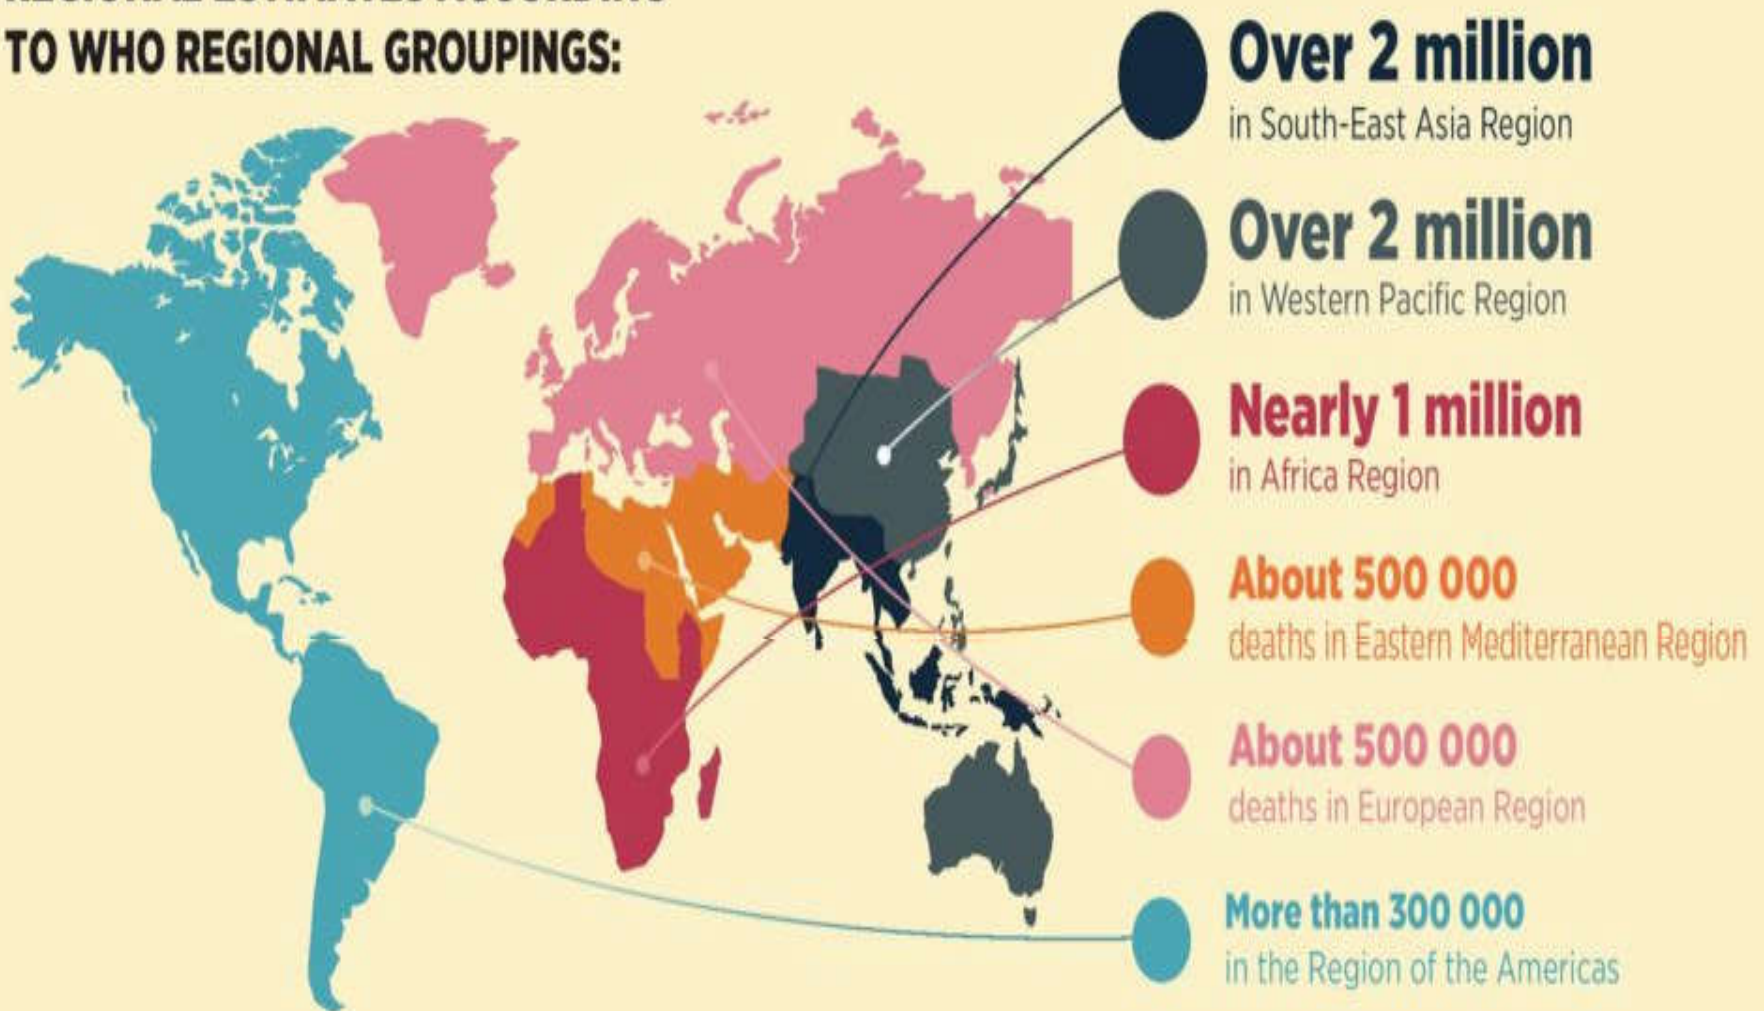 TO WHO REGIONAL GROUPINGS:
Over 2 million
in South-East Asia Region
Over 2 million
in Western Pacific Region
Nearly 1 million
in Africa Region
About 500 000
deaths in Eastern Mediterranean Region
About 500 000
deaths in European Region
More than 300 000
in the Region of the Americas